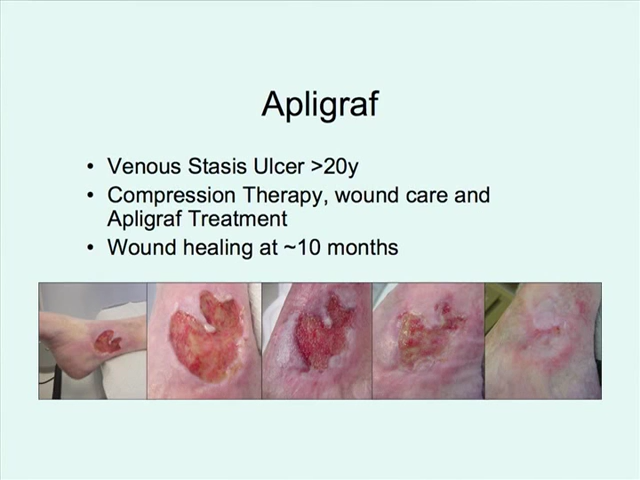 Apligraf
• Venous Stasis Ulcer >20y
• Compression Therapy, wound care and
Apligraf Treatment
• Wound healing at ~10 months